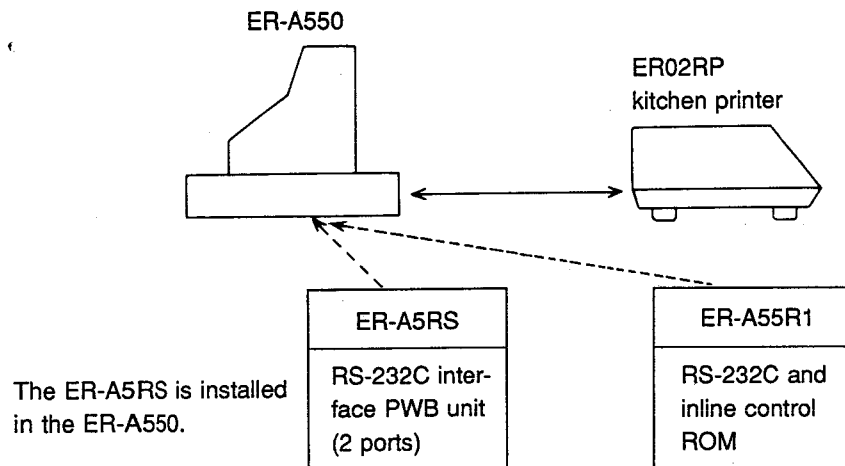 ER-A550
ER02RP
kitchen printer
ER-A5RS
RS-232C inter-
face PWB unit
(2 ports)
ER-A55R1
RS-232C and
inline control
ROM
The ER-A5RS is installed
in the ER-A550.